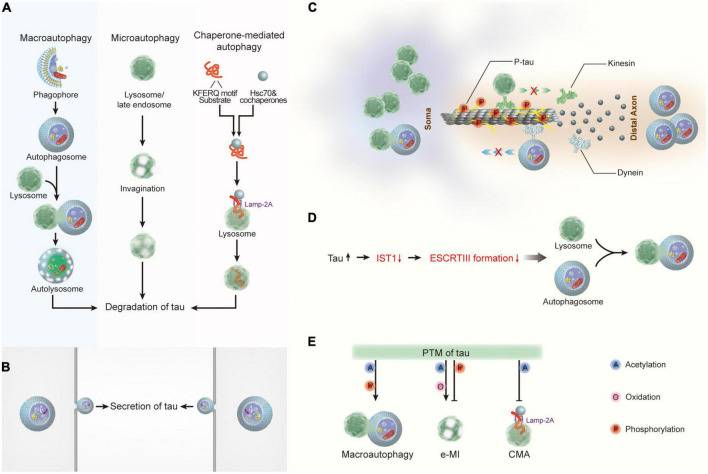 A
Macroautophagy
Microautophagy
Chaperone-mediated
autophagy
Phagophore
Lysosome/
late endosome
KFERQ motif
Substrate
Hsc70&
cochaperones
Autophagosome
Lysosome
Invagination
Lamp-2A
Lysosome
Autolysosome
Degradation of tau
B
Secretion of tau
C
P-tau
Kinesin
Soma
P
P
P
P
P
P
P
Distal Axon
Dynein
D
Tau
IST1
ESCRTIII formation
Lysosome
Autophagosome
E
PTM of tau
A
P
A
P
O
A
Lamp-2A
Macroautophagy
e-MI
CMA
A
Acetylation
O
Oxidation
P
Phosphorylation